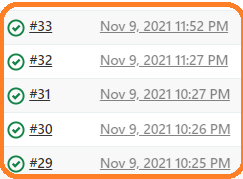 #33 Nov 9, 2021 11:52 PM
#32 Nov 9, 2021 11:27 PM
#31 Nov 9, 2021 10:27 PM
#30 Nov 9, 2021 10:26 PM
#29 Nov 9, 2021 10:25 PM